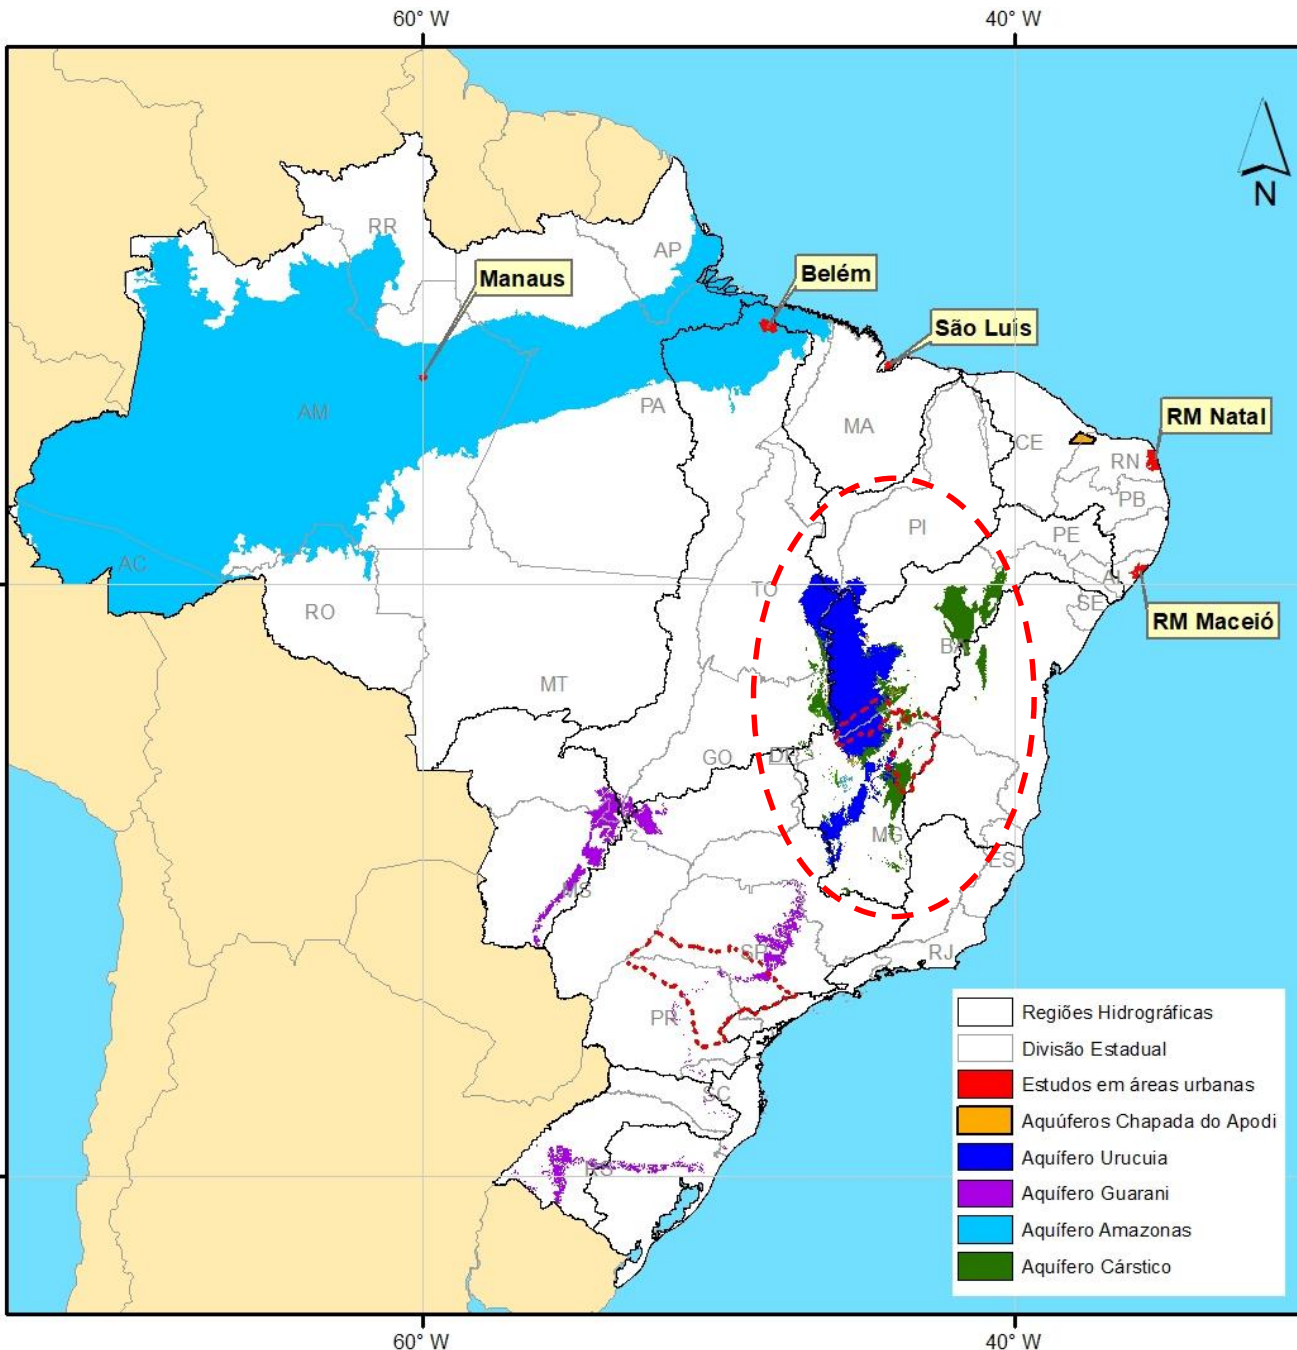 60° W
40° W
N
RR
AP
Manaus
Belém
São Luís
AM
PA
MA
CE
RM Natal
RN
PB
PI
PE
AC
TO
AL
SE
RO
BA
RM Maceió
MT
GO
DF
MG
ES
MS
SP
RJ
PR
SC
RS
Regiões Hidrográficas
Divisão Estadual
Estudos em áreas urbanas
Aqúíferos Chapada do Apodi
Aquífero Urucuia
Aquífero Guarani
Aquífero Amazonas
Aquífero Cárstico
60° W
40° W